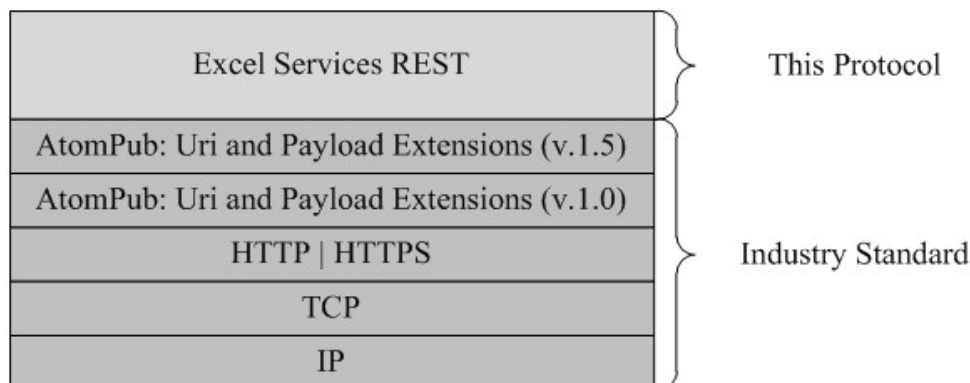 Excel Services REST
This Protocol
AtomPub: Uri and Payload Extensions (v.1.5)
AtomPub: Uri and Payload Extensions (v.1.0)
HTTP | HTTPS
Industry Standard
TCP
IP